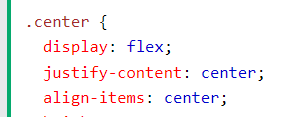 .center {
  display: flex;
  justify-content: center;
  align-items: center;